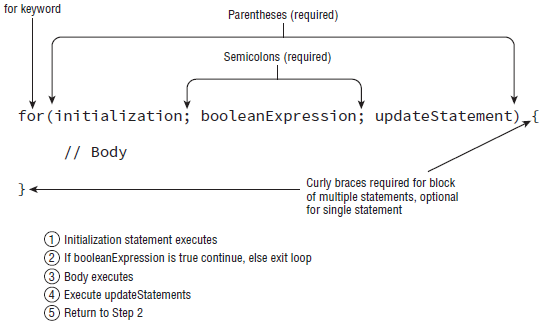 for keyword
Parentheses (required)
Semicolons (required)
for(initialization; booleanExpression; updateStatement) {
// Body
}
Curly braces required for block
of multiple statements, optional
for single statement
① Initialization statement executes
② If booleanExpression is true continue, else exit loop
③ Body executes
④ Execute updateStatements
⑤ Return to Step 2